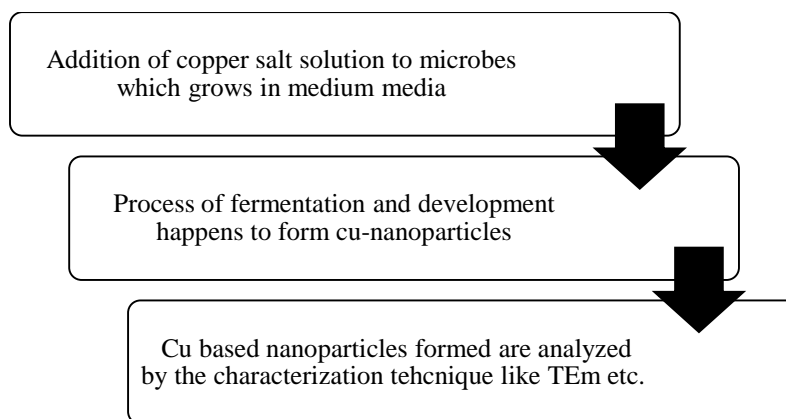 Addition of copper salt solution to microbes
which grows in medium media
Process of fermentation and development
happens to form cu-nanoparticles
Cu based nanoparticles formed are analyzed
by the characterization tehcnique like TEm etc.